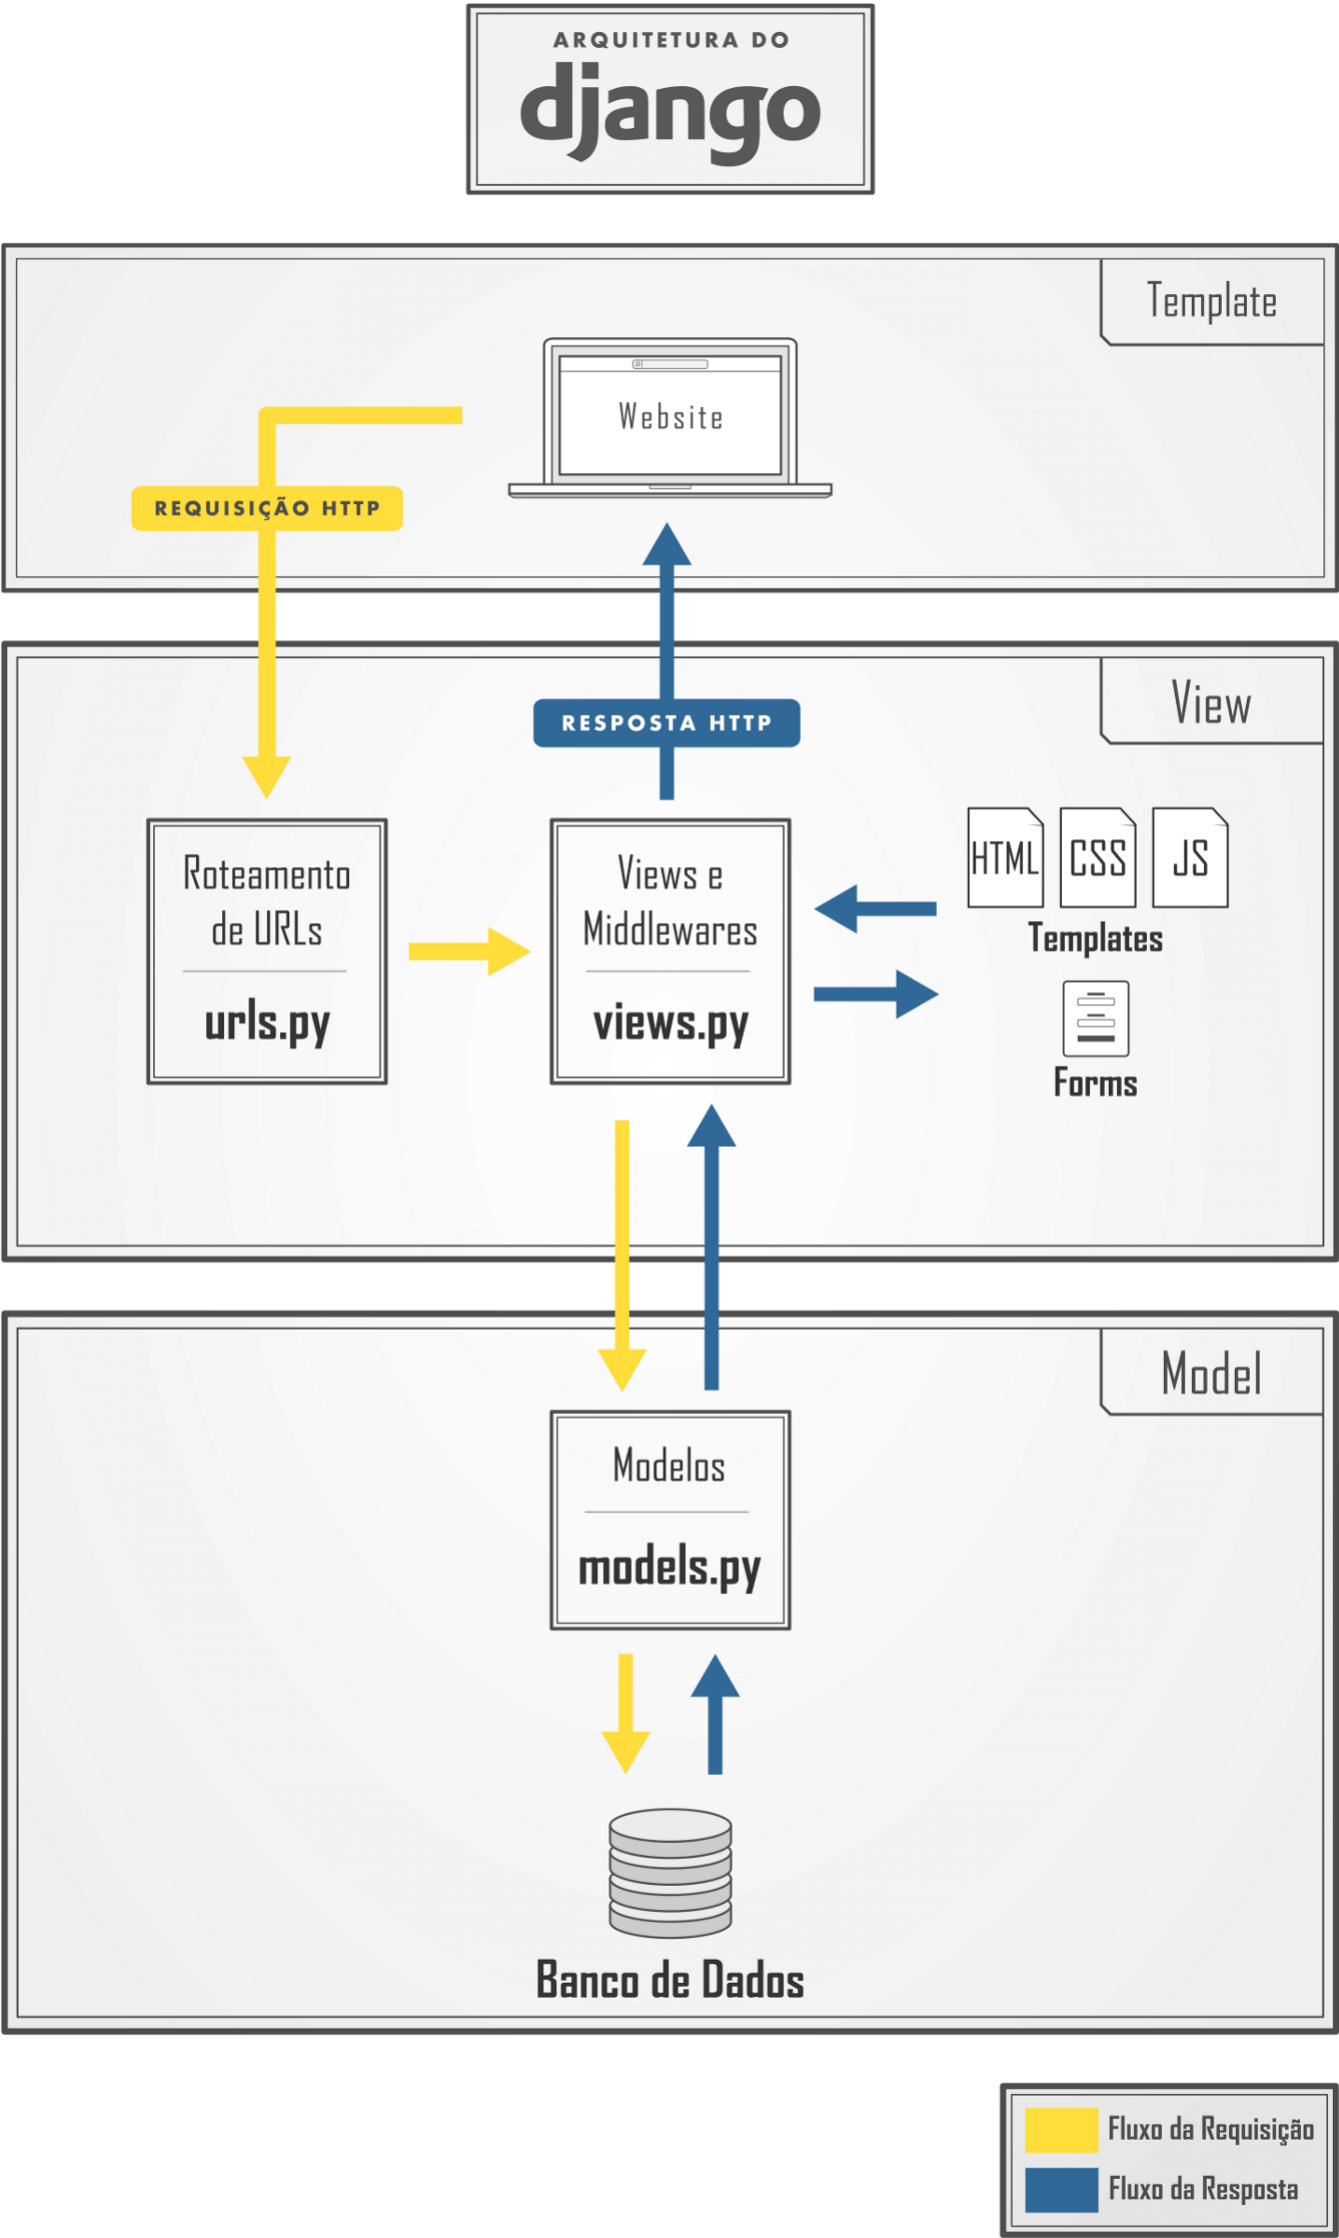 ARQUITETURA DO
django
Template
Website
REQUISIÇÃO HTTP
View
RESPOSTA HTTP
Roteamento
de URLs
urls.py
Views e
Middlewares
views.py
HTML CSS JS
Templates
Forms
Model
Modelos
models.py
Banco de Dados
Fluxo da Requisição
Fluxo da Resposta